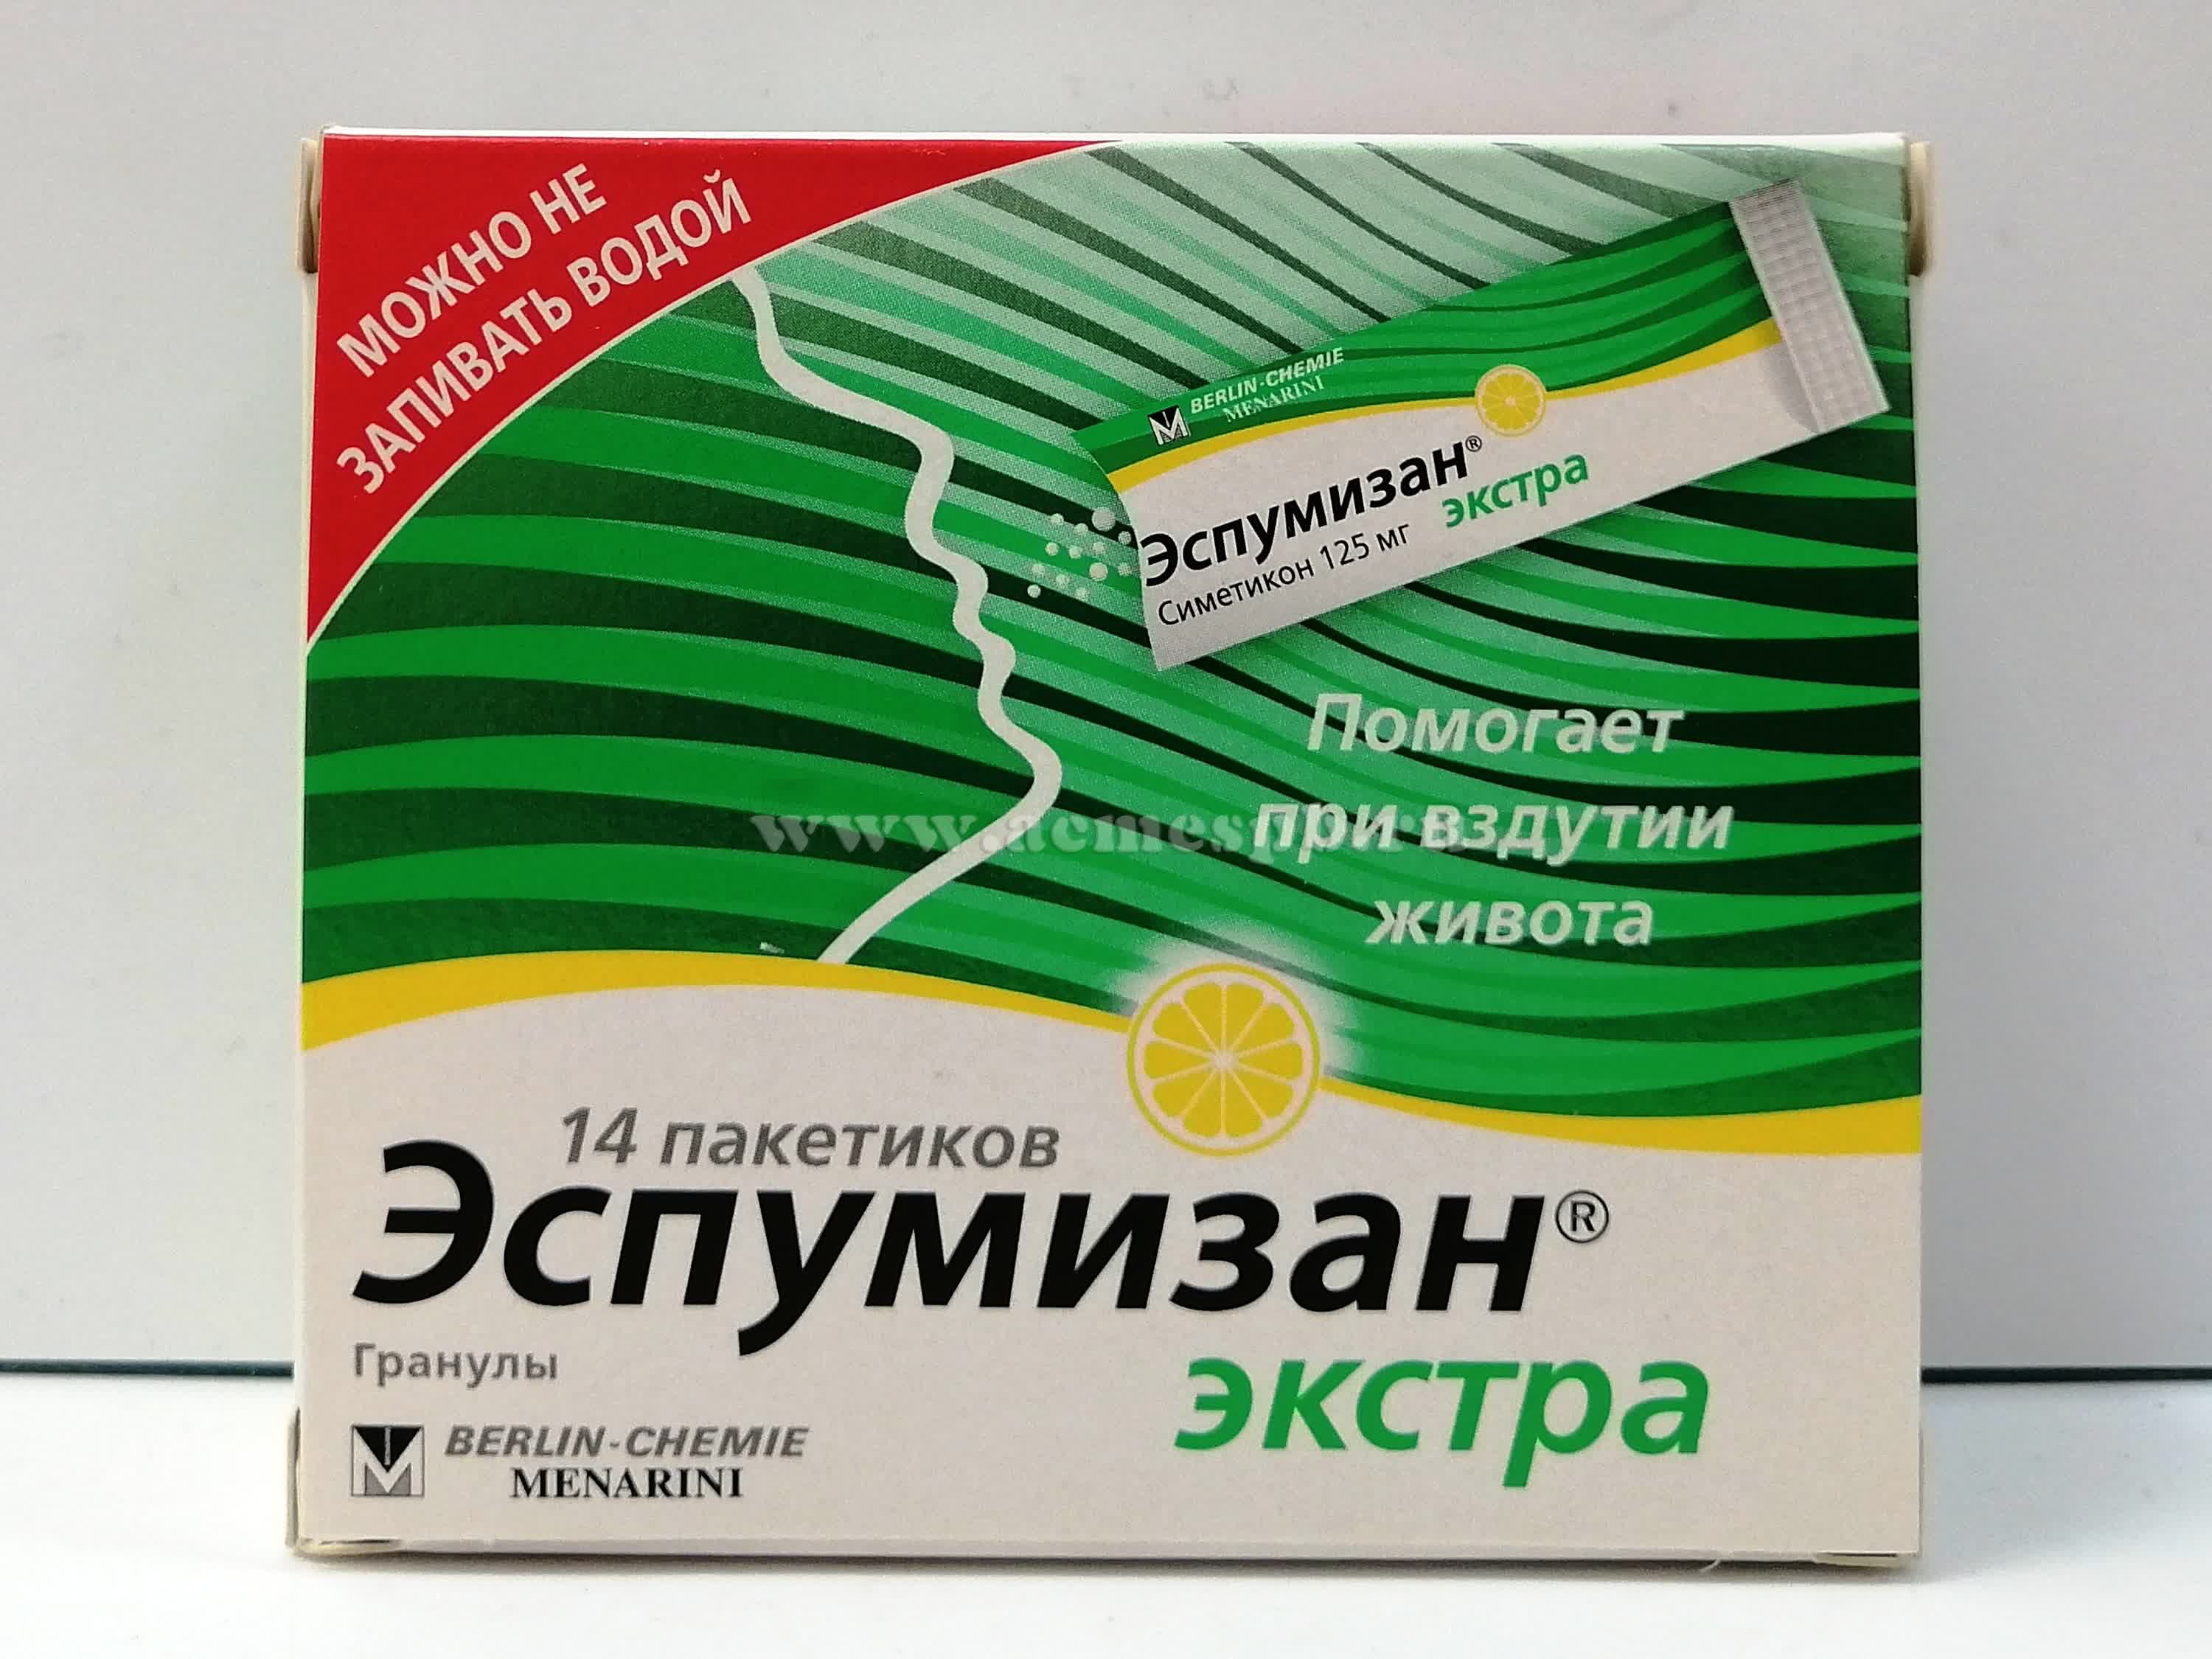 МОЖНО НЕ
ЗАПИВАТЬ ВОДОЙ
BERLIN-CHEMIE
MENARINI
Эспумизан®
экстра
Симетикон 125 мг
Помогает
при вздутии
живота
14 пакетиков
Эспумизан®
экстра
Гранулы
BERLIN-CHEMIE
MENARINI